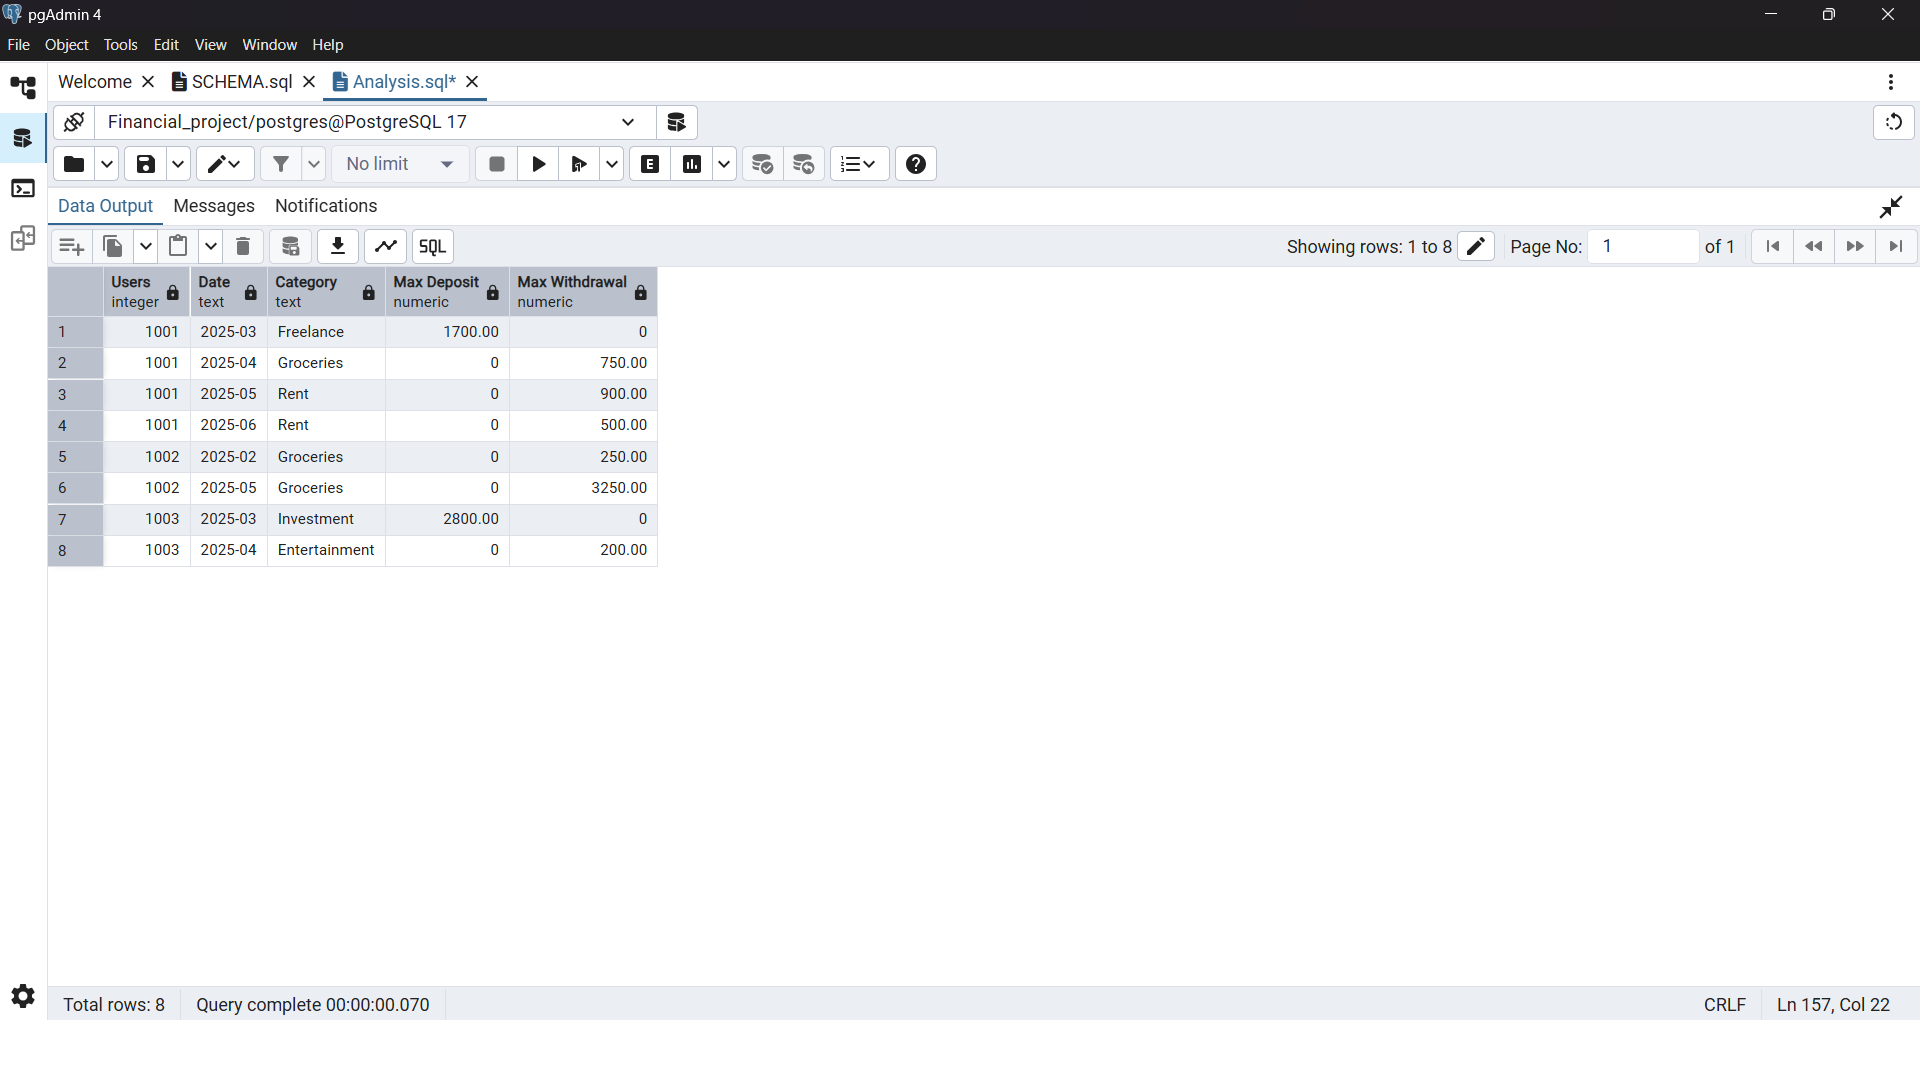 pgAdmin 4
File Object Tools Edit View Window Help
Welcome SCHEMA.sql Analysis.sql*
Financial_project/postgres@PostgreSQL 17
No limit E
Data Output Messages Notifications
SQL Showing rows: 1 to 8 Page No: 1 of 1
Users Date Category Max Deposit Max Withdrawal
integer text text numeric numeric
1 1001 2025-03 Freelance 1700.00 0
2 1001 2025-04 Groceries 0 750.00
3 1001 2025-05 Rent 0 900.00
4 1001 2025-06 Rent 0 500.00
5 1002 2025-02 Groceries 0 250.00
6 1002 2025-05 Groceries 0 3250.00
7 1003 2025-03 Investment 2800.00 0
8 1003 2025-04 Entertainment 0 200.00
Total rows: 8 Query complete 00:00:00.070 CRLF Ln 157, Col 22